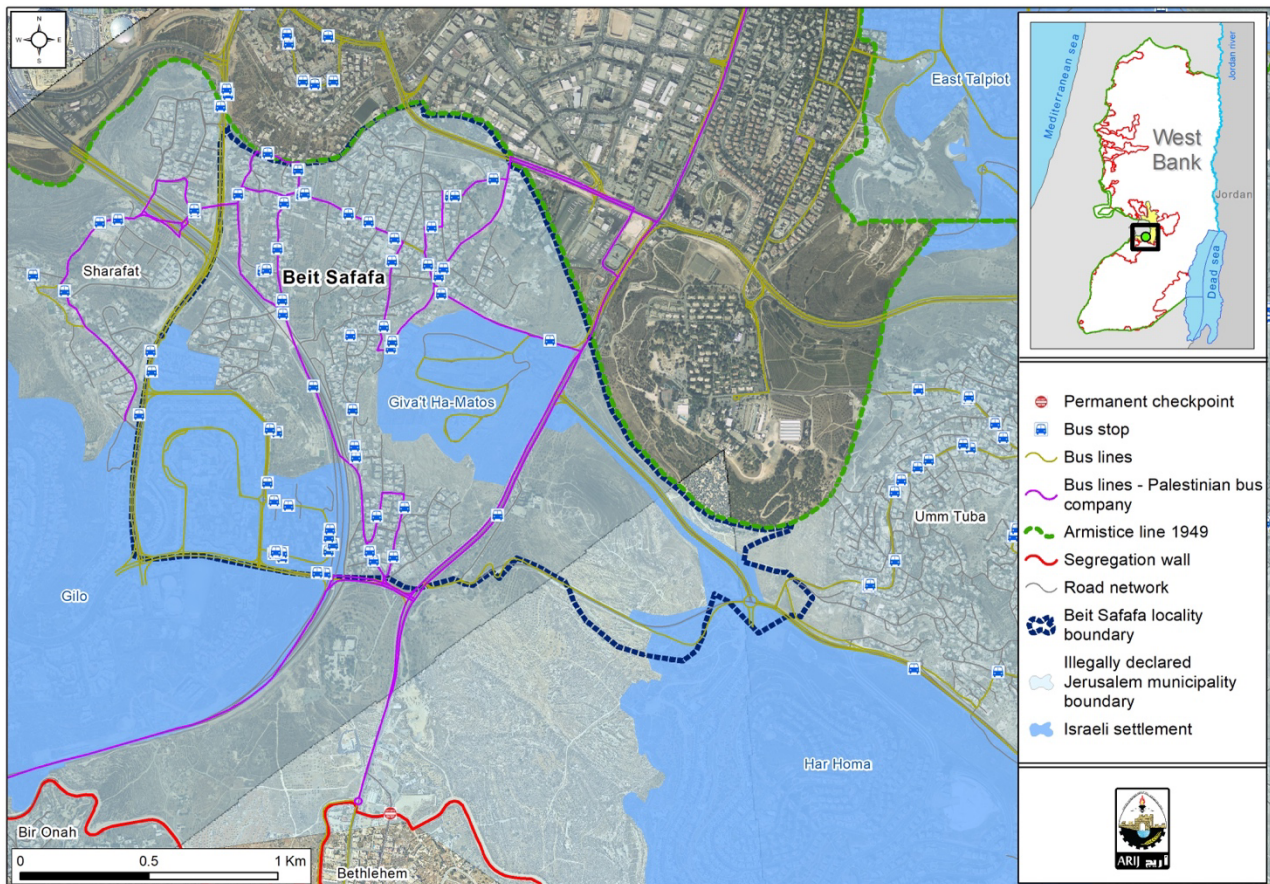 N
W
E
S
East Talpiot
Sharafat
Beit Safafa
Giva't Ha-Matos
Umm Tuba
Gilo
Har Homa
Bir Onah
Bethlehem
0 0.5 1 Km
Mediterranean sea
Jordan river
West
Bank
Jordan
Dead sea
Permanent checkpoint
Bus stop
Bus lines
Bus lines - Palestinian bus
company
Armistice line 1949
Segregation wall
Road network
Beit Safafa locality
boundary
Illegally declared
Jerusalem municipality
boundary
Israeli settlement
ARIJ أريج